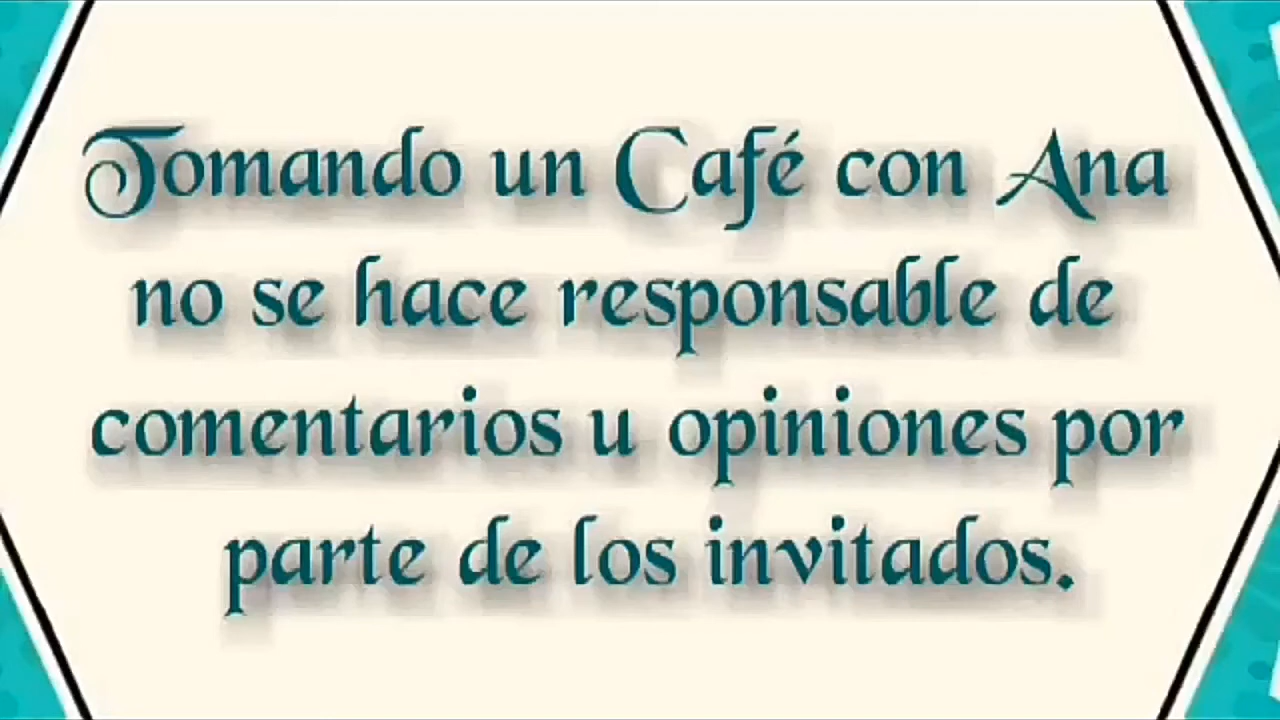 Tomando un Café con Ana
no se hace responsable de
comentarios u opiniones por
parte de los invitados.